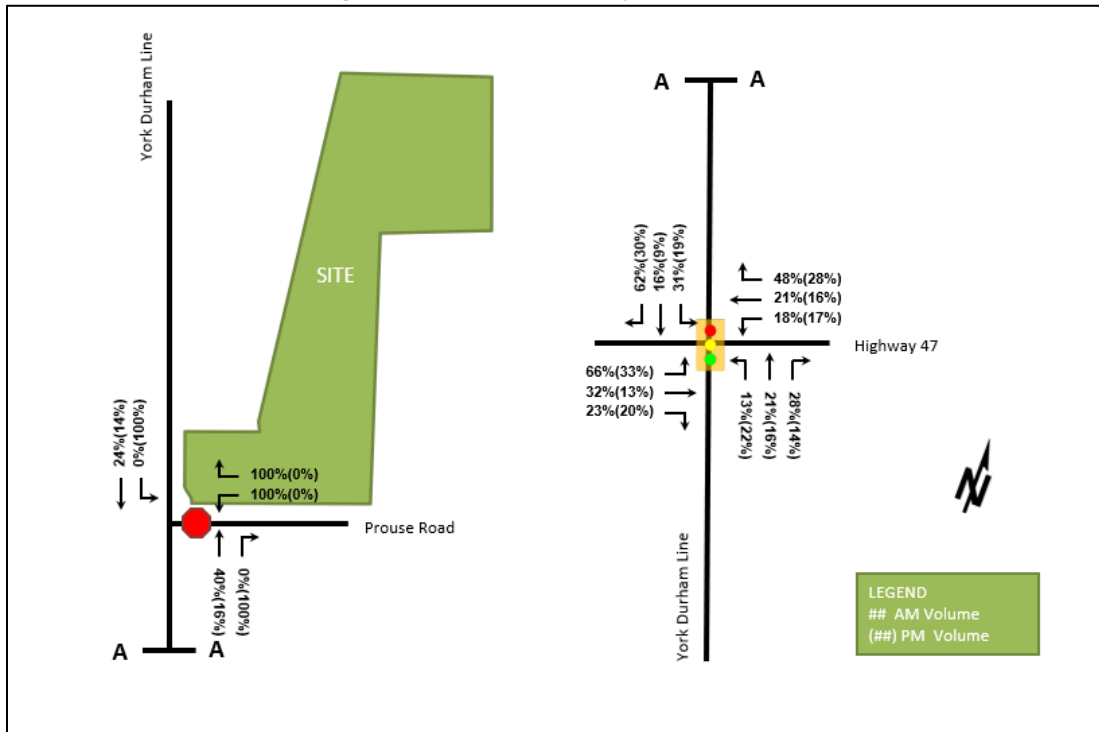 York Durham Line
SITE
24%(14%)
0%(100%)
100%(0%)
100%(0%)
Prouse Road
40%(16%)
0%(100%)
A A
A A
62%(30%)
16%(9%)
31%(19%)
48%(28%)
21%(16%)
18%(17%)
Highway 47
66%(33%)
32%(13%)
23%(20%)
13%(22%)
21%(16%)
28%(14%)
York Durham Line
N
LEGEND
## AM Volume
(##) PM Volume